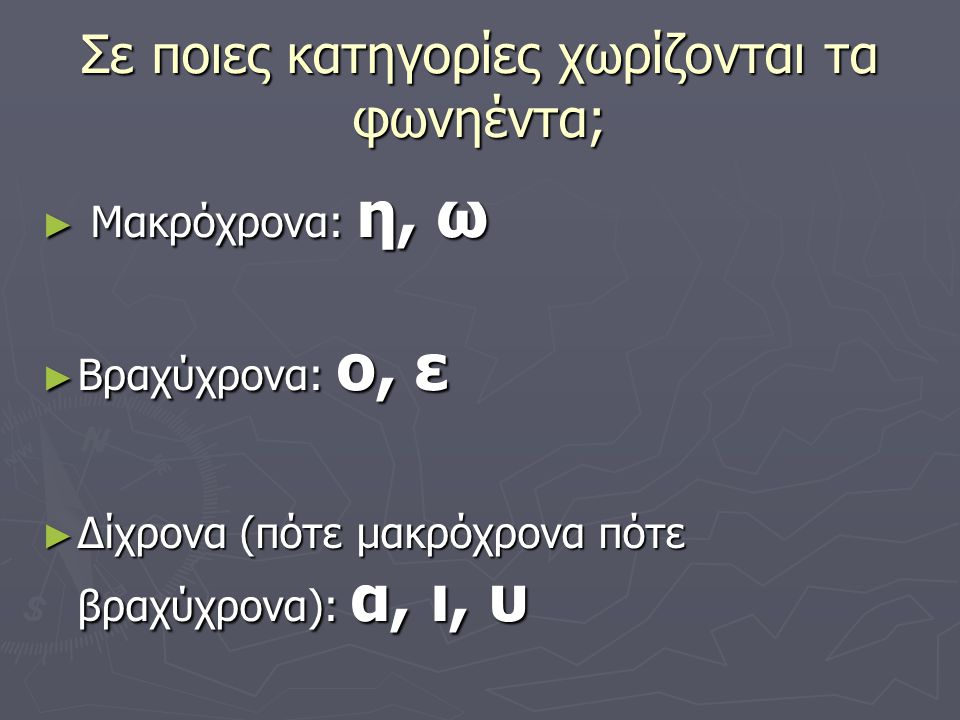 Σε ποιες κατηγορίες χωρίζονται τα
φωνηέντα;
► Μακρόχρονα: η, ω
► Βραχύχρονα: ο, ε
► Δίχρονα (πότε μακρόχρονα πότε
βραχύχρονα): α, ι, υ